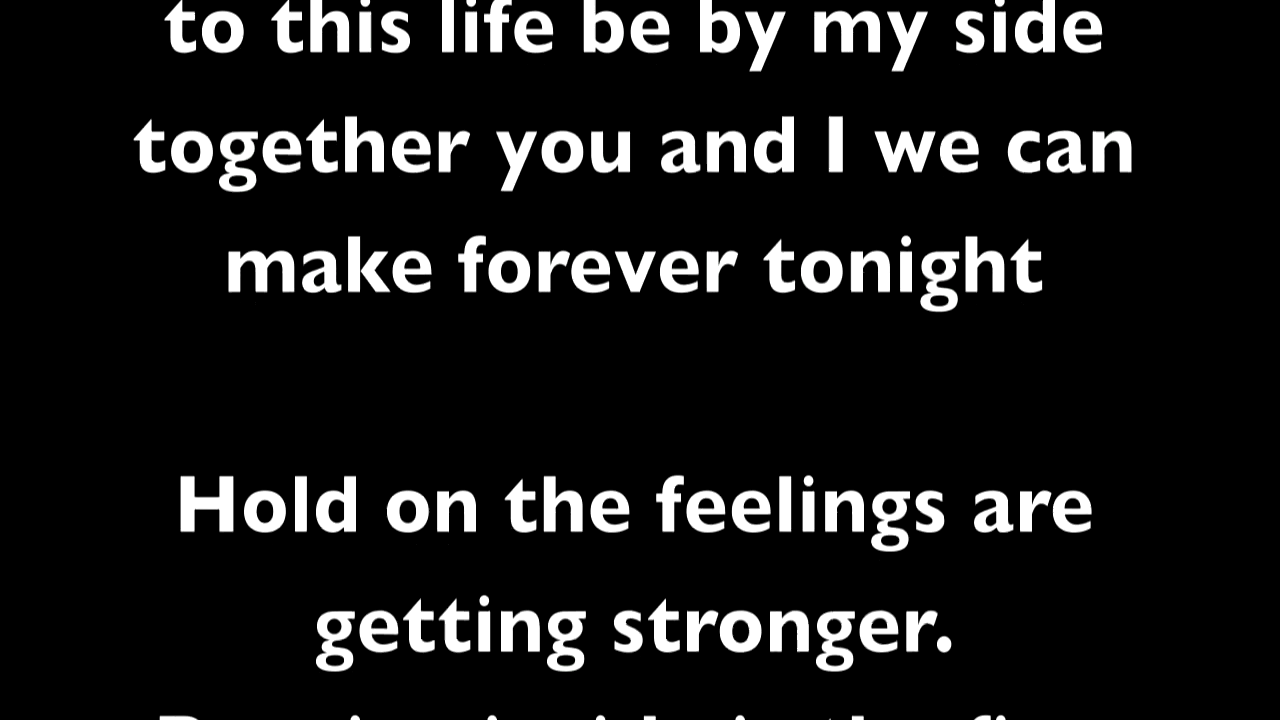 to this life be by my side
together you and I we can
make forever tonight
Hold on the feelings are
getting stronger.